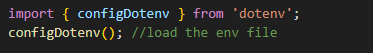 import { configDotenv } from 'dotenv';
configDotenv(); //load the env file